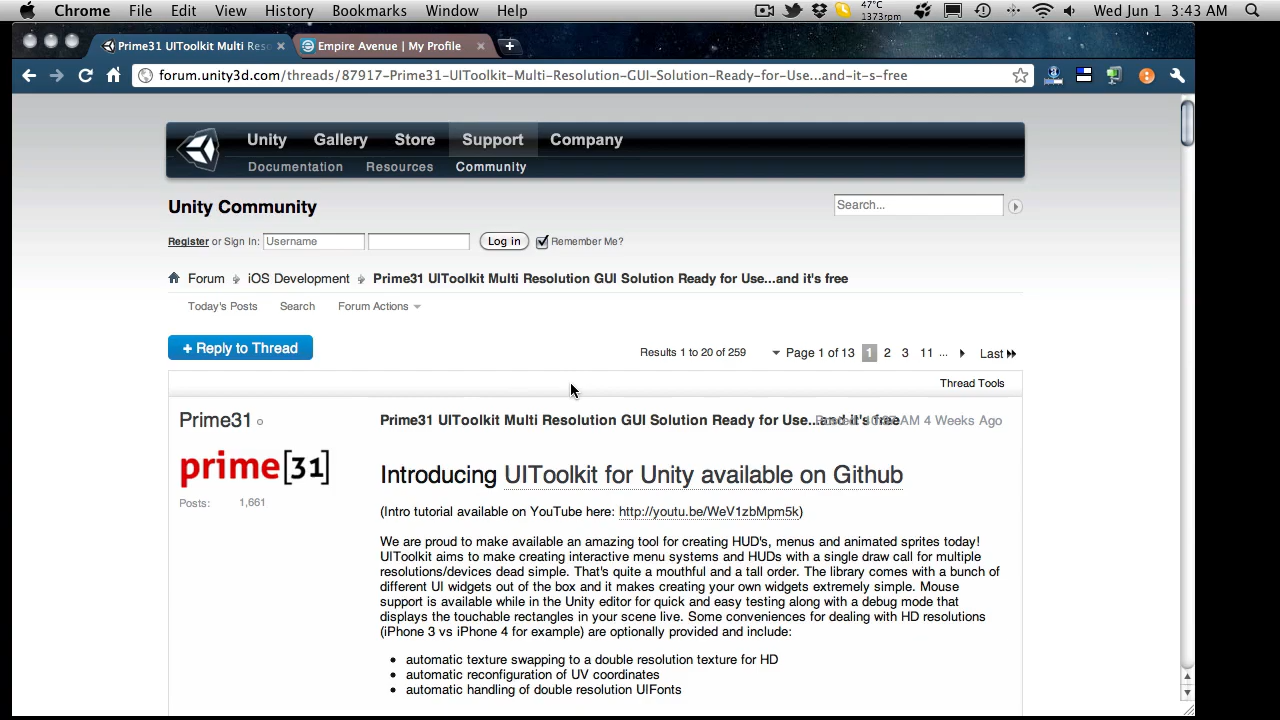 Chrome File Edit View History Bookmarks Window Help 47°C 1373rpm Wed Jun 1 3:43 AM
Prime31 UIToolkit Multi Reso Empire Avenue | My Profile
forum.unity3d.com/threads/87917-Prime31-UIToolkit-Multi-Resolution-GUI-Solution-Ready-for-Use...and-it-s-free
Unity Gallery Store Support Company
Documentation Resources Community
Unity Community Search...
Register or Sign In: Username Log in Remember Me?
Forum iOS Development Prime31 UIToolkit Multi Resolution GUI Solution Ready for Use...and it's free
Today's Posts Search Forum Actions
+ Reply to Thread Results 1 to 20 of 259 Page 1 of 13 1 2 3 11 ... Last
Thread Tools
Prime31 Prime31 UIToolkit Multi Resolution GUI Solution Ready for Use...and it's free AM 4 Weeks Ago
prime[31]
Posts: 1,661
Introducing UIToolkit for Unity available on Github
(Intro tutorial available on YouTube here: http://youtu.be/WeV1zbMpm5k)
We are proud to make available an amazing tool for creating HUD's, menus and animated sprites today!
UIToolkit aims to make creating interactive menu systems and HUDs with a single draw call for multiple
resolutions/devices dead simple. That's quite a mouthful and a tall order. The library comes with a bunch of
different UI widgets out of the box and it makes creating your own widgets extremely simple. Mouse
support is available while in the Unity editor for quick and easy testing along with a debug mode that
displays the touchable rectangles in your scene live. Some conveniences for dealing with HD resolutions
(iPhone 3 vs iPhone 4 for example) are optionally provided and include:
• automatic texture swapping to a double resolution texture for HD
• automatic reconfiguration of UV coordinates
• automatic handling of double resolution UIFonts